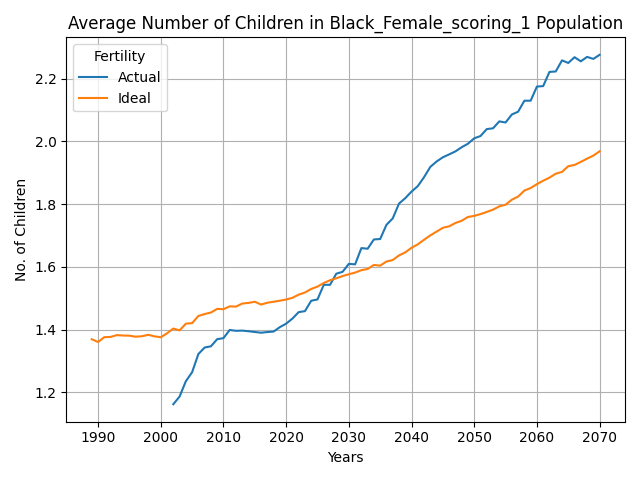 Average Number of Children in Black_Female_scoring_1 Population
Fertility
Actual
Ideal
No. of Children
2.2
2.0
1.8
1.6
1.4
1.2
1990 2000 2010 2020 2030 2040 2050 2060 2070
Years